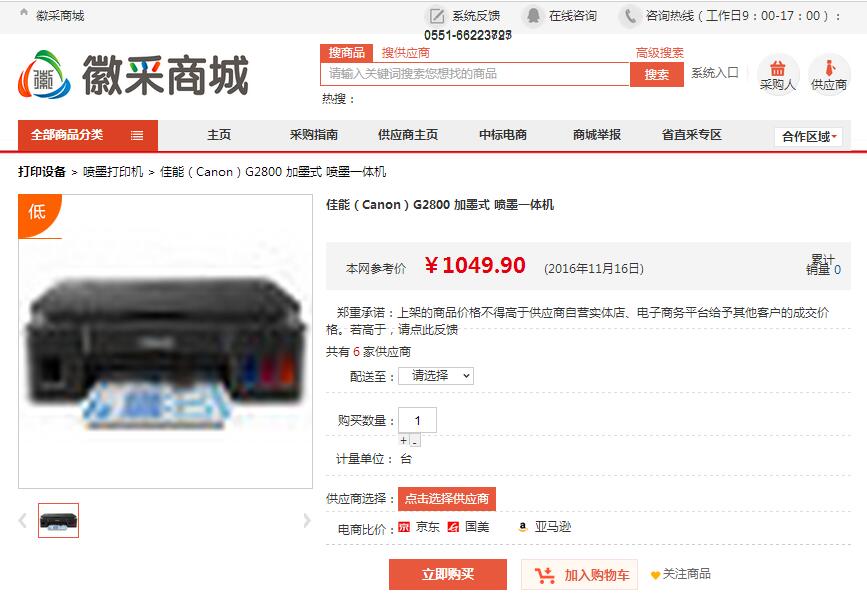 徽采商城
系统反馈 在线咨询 咨询热线（工作日9：00-17：00）：
徽采商城
搜商品 搜供应商 高级搜索
请输入关键词搜索您想找的商品 搜索 系统入口
采购人 供应商
热搜：
全部商品分类 主页 采购指南 供应商主页 中标电商 商城举报 省直采专区 合作区域
打印设备 > 喷墨打印机 > 佳能（Canon）G2800 加墨式 喷墨一体机
低
佳能（Canon）G2800 加墨式 喷墨一体机
本网参考价 ￥1049.90 (2016年11月16日)
累计
销量 0
郑重承诺：上架的商品价格不得高于供应商自营实体店、电子商务平台给予其他客户的成交价
格。若高于，请点此反馈
共有 6 家供应商
配送至： 请选择
购买数量： 1
+ -
计量单位： 台
供应商选择： 点击选择供应商
电商比价： 京东 国美 亚马逊
立即购买 加入购物车 关注商品